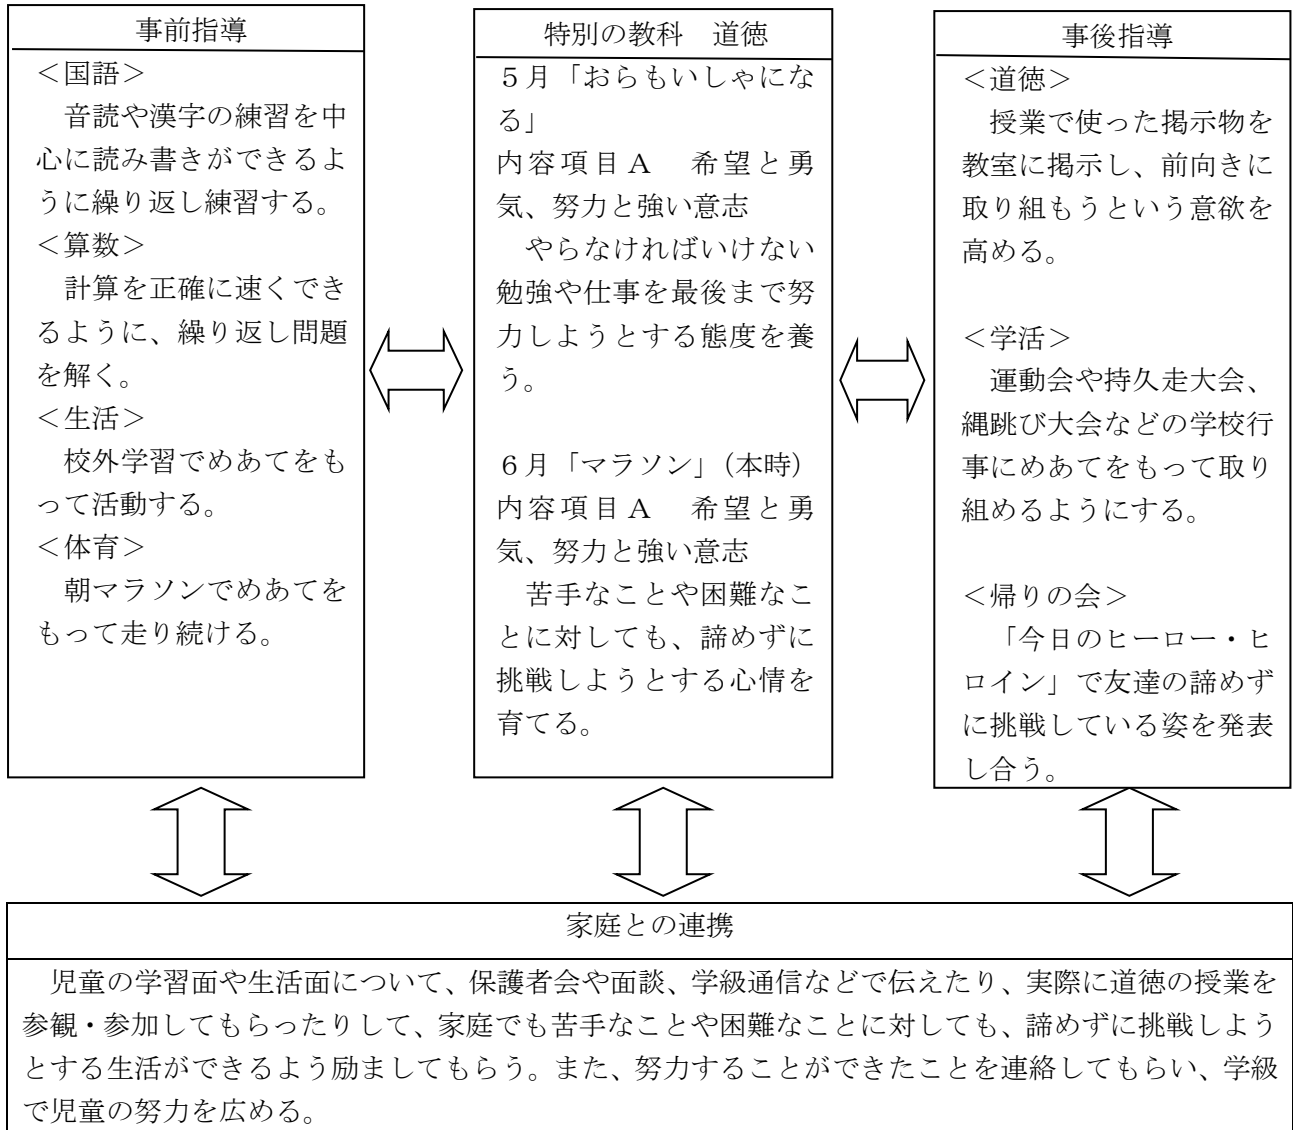 事前指導
＜国語＞
　音読や漢字の練習を中
心に読み書きができるよ
うに繰り返し練習する。
＜算数＞
　計算を正確に速くでき
るように、繰り返し問題
を解く。
＜生活＞
　校外学習でめあてをも
って活動する。
＜体育＞
　朝マラソンでめあてを
もって走り続ける。
特別の教科　道徳
５月「おらもいしゃにな
る」
内容項目Ａ　希望と勇
気、努力と強い意志
　やらなければいけない
勉強や仕事を最後まで努
力しようとする態度を養
う。
６月「マラソン」（本時）
内容項目Ａ　希望と勇
気、努力と強い意志
　苦手なことや困難なこ
とに対しても、諦めずに
挑戦しようとする心情を
育てる。
事後指導
＜道徳＞
　授業で使った掲示物を
教室に掲示し、前向きに
取り組もうという意欲を
高める。
＜学活＞
　運動会や持久走大会、
縄跳び大会などの学校行
事にめあてをもって取り
組めるようにする。
＜帰りの会＞
　「今日のヒーロー・ヒ
ロイン」で友達の諦めず
に挑戦している姿を発表
し合う。
家庭との連携
　児童の学習面や生活面について、保護者会や面談、学級通信などで伝えたり、実際に道徳の授業を
参観・参加してもらったりして、家庭でも苦手なことや困難なことに対しても、諦めずに挑戦しよう
とする生活ができるよう励ましてもらう。また、努力することができたことを連絡してもらい、学級
で児童の努力を広める。